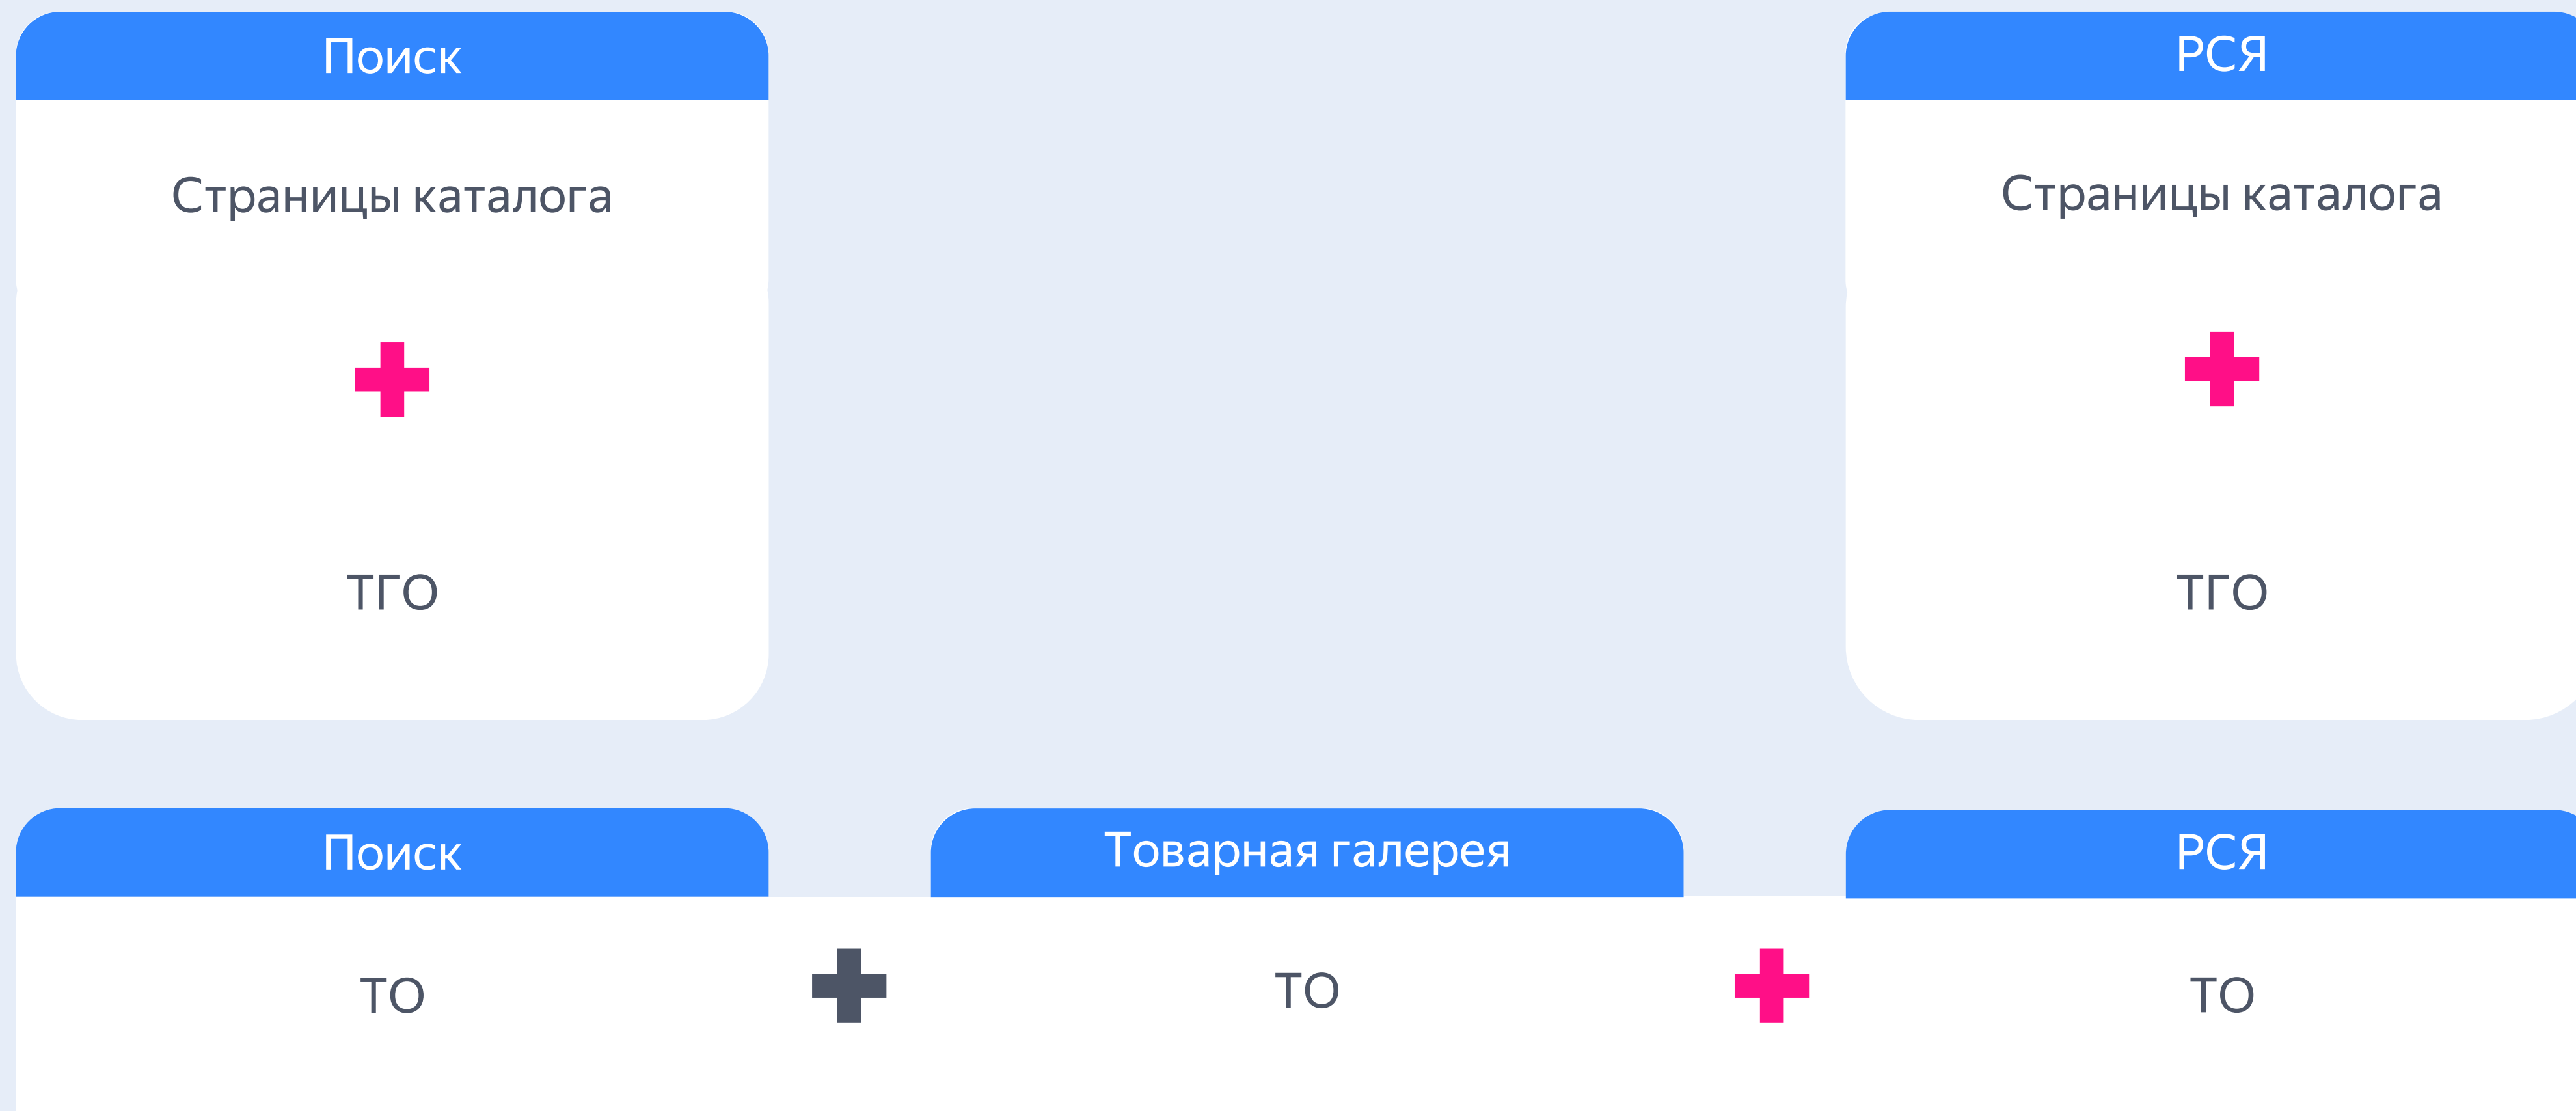 Поиск
РСЯ
Страницы каталога
Страницы каталога
ТГО
ТГО
Поиск
Товарная галерея
РСЯ
ТО
ТО
ТО